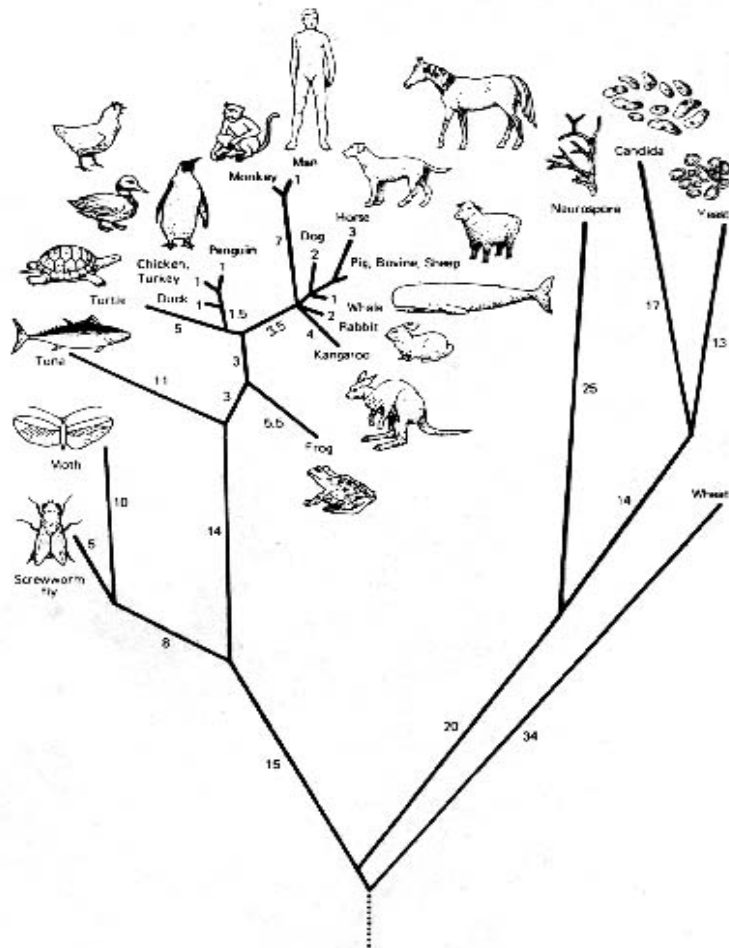 Man
Candida
Monkey
1
Neurospora
Yeast
Horse
3
Dog
2
Penguin
1
7
Chicken,
Turkey
1
Pig, Bovine, Sheep
Duck
1
1
Whale
Turtle
5
1.5
3.5
2
Rabbit
4
Kangaroo
17
13
Tuna
3
11
3
25
5.5
Frog
Moth
10
14
14
Wheat
5
Screwworm
fly
8
20
34
15